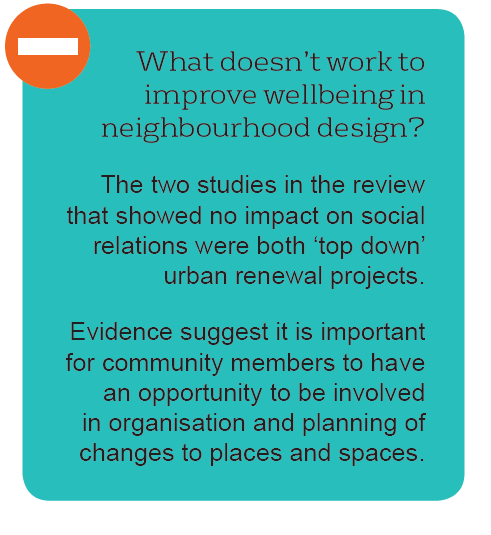 What doesn't work to
improve wellbeing in
neighbourhood design?
The two studies in the review
that showed no impact on social
relations were both ‘top down’
urban renewal projects.
Evidence suggest it is important
for community members to have
an opportunity to be involved
in organisation and planning of
changes to places and spaces.